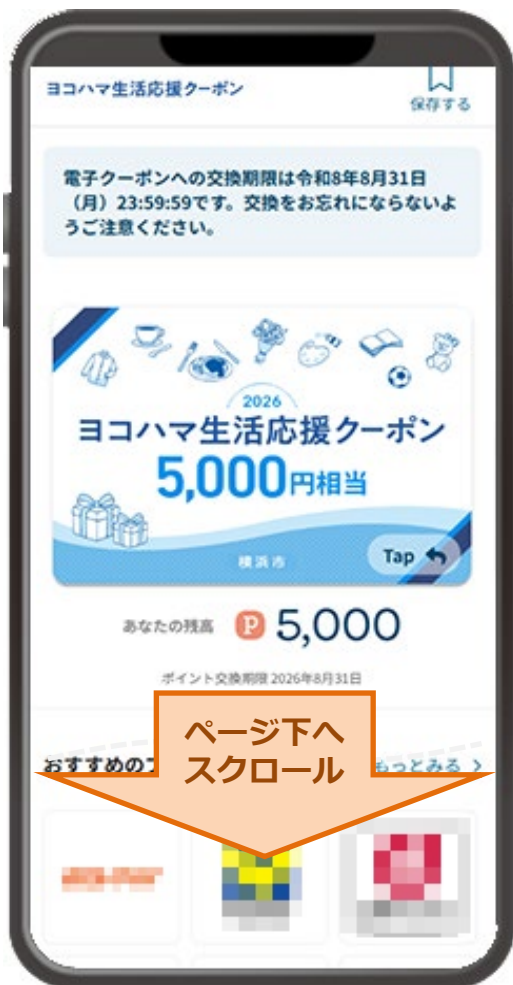 ヨコハマ生活応援クーポン
保存する
電子クーポンへの交換期限は令和8年8月31日
(月)23:59:59です。交換をお忘れにならないよ
うご注意ください。
2026
ヨコハマ生活応援クーポン
5,000円相当
横浜市
Tap
あなたの残高 P 5,000
ポイント交換期限 2026年8月31日
ページ下へ
スクロール
おすすめの
もっとみる >